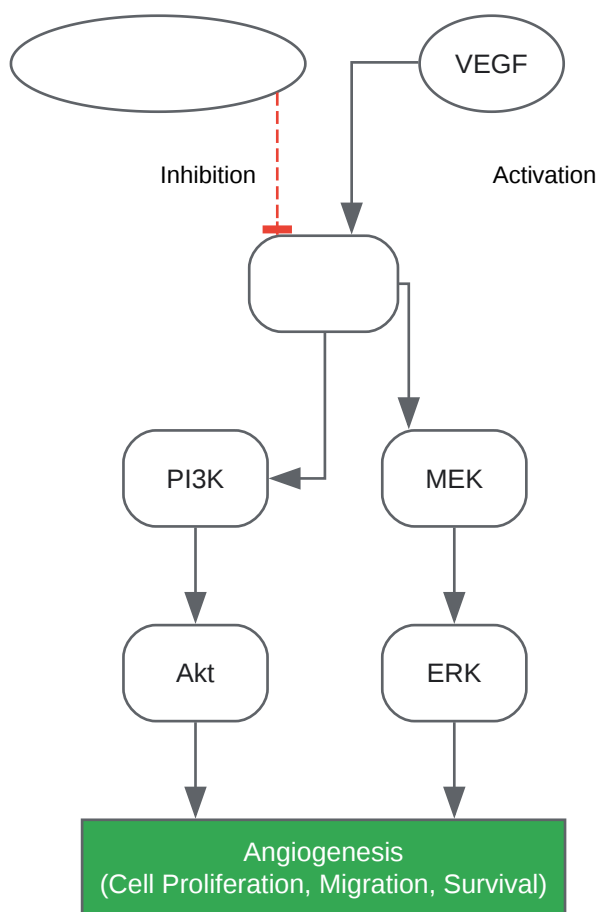 VEGF
Inhibition
Activation
PI3K
MEK
Akt
ERK
Angiogenesis
(Cell Proliferation, Migration, Survival)